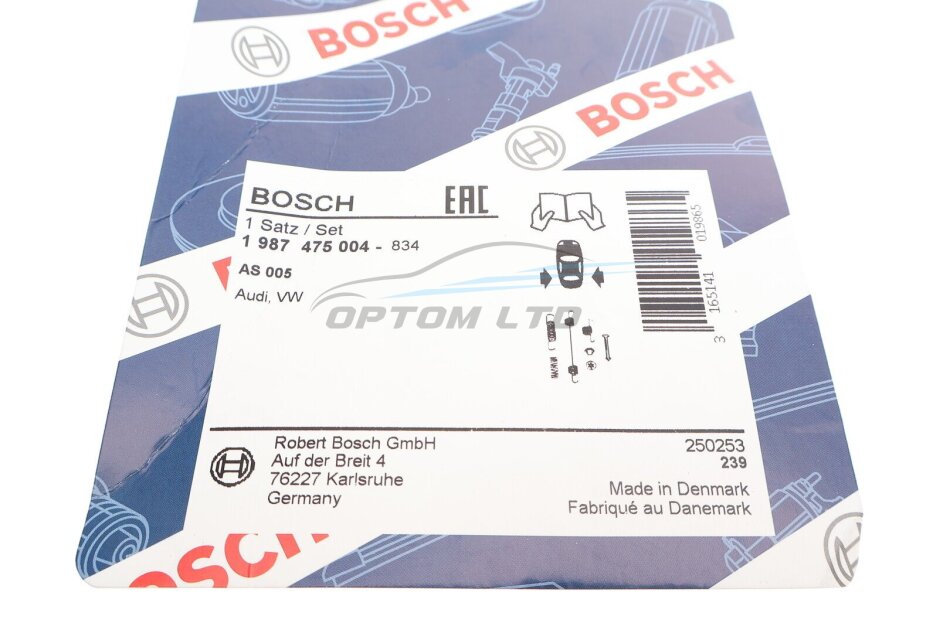 BOSCH
BOSCH
BOSCH
EAC
1 Satz / Set
1 987 475 004 - 834
AS 005
Audi, VW
OPTOM LTD
3 165141 019865
Robert Bosch GmbH
Auf der Breit 4
76227 Karlsruhe
Germany
250253
239
Made in Denmark
Fabriqué au Danemark
BOSCH
BOSCH